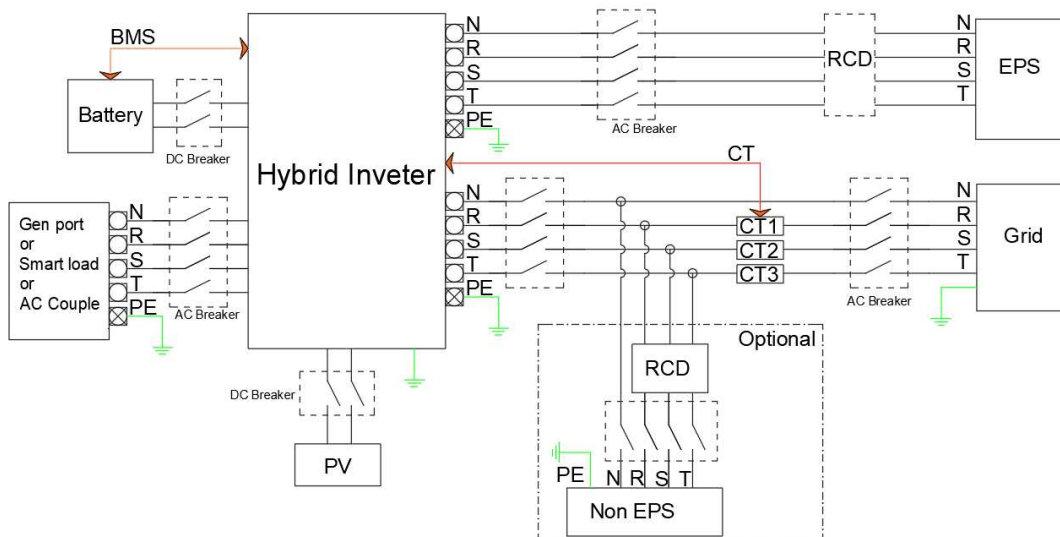 BMS
Battery
DC Breaker
Hybrid Inveter
N
R
S
T
PE
AC Breaker
RCD
N
R
S
T
EPS
CT
Gen port
or
Smart load
or
AC Couple
N
R
S
T
PE
AC Breaker
N
R
S
T
PE
CT1
CT2
CT3
AC Breaker
N
R
S
T
Grid
DC Breaker
PV
Optional
RCD
PE
N R S T
Non EPS